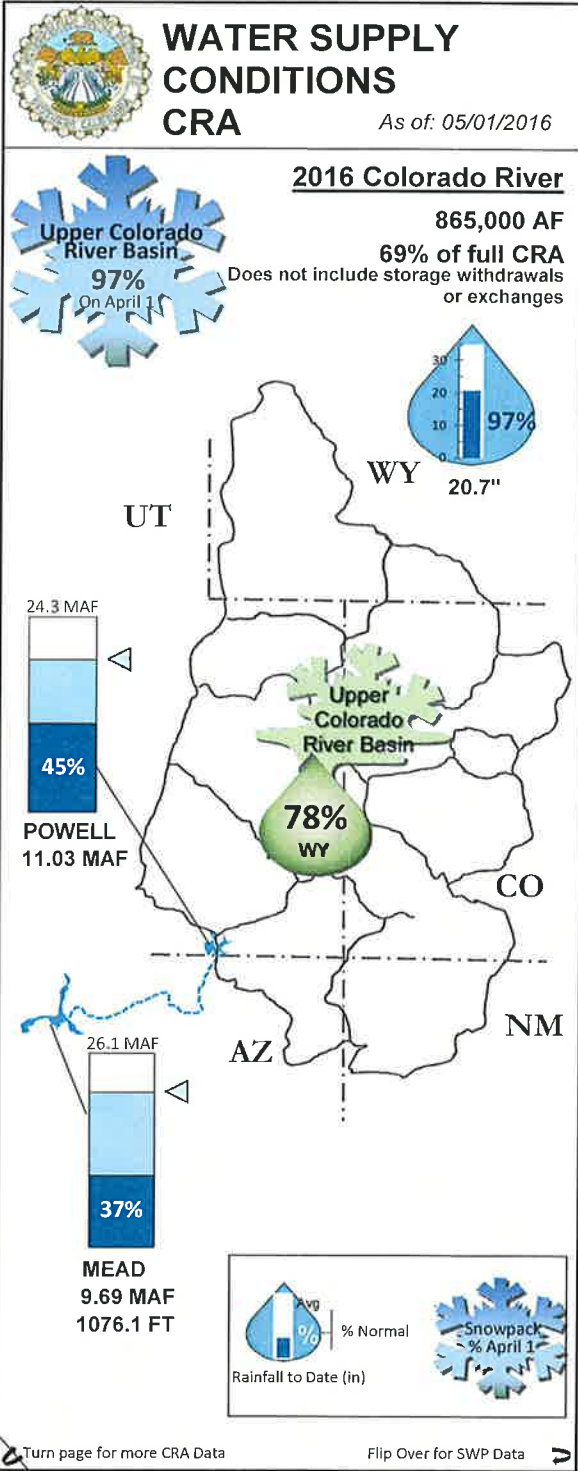 WATER SUPPLY
CONDITIONS
CRA
As of: 05/01/2016
2016 Colorado River
865,000 AF
69% of full CRA
Does not include storage withdrawals
or exchanges
Upper Colorado
River Basin
97%
On April 1
30
20
10
0
97%
20.7"
WY
UT
24.3 MAF
45%
POWELL
11.03 MAF
Upper
Colorado
River Basin
78%
WY
CO
NM
AZ
26.1 MAF
37%
MEAD
9.69 MAF
1076.1 FT
Avg
%
% Normal
Rainfall to Date (in)
Snowpack
% April 1
Turn page for more CRA Data
Flip Over for SWP Data